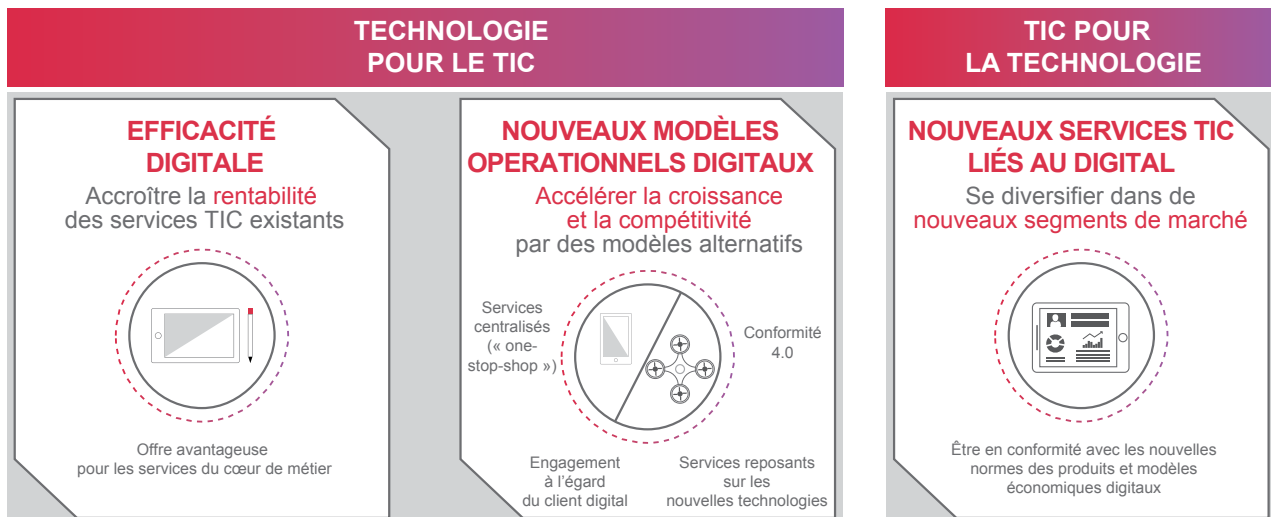 TECHNOLOGIE
POUR LE TIC
EFFICACITÉ
DIGITALE
Accroître la rentabilité
des services TIC existants
Offre avantageuse
pour les services du cœur de métier
NOUVEAUX MODÈLES
OPERATIONNELS DIGITAUX
Accélérer la croissance
et la compétitivité
par des modèles alternatifs
Services
centralisés
(« one-
stop-shop »)
Conformité
4.0
Engagement
à l’égard
du client digital
Services reposants
sur les
nouvelles technologies
TIC POUR
LA TECHNOLOGIE
NOUVEAUX SERVICES TIC
LIÉS AU DIGITAL
Se diversifier dans de
nouveaux segments de marché
Être en conformité avec les nouvelles
normes des produits et modèles
économiques digitaux